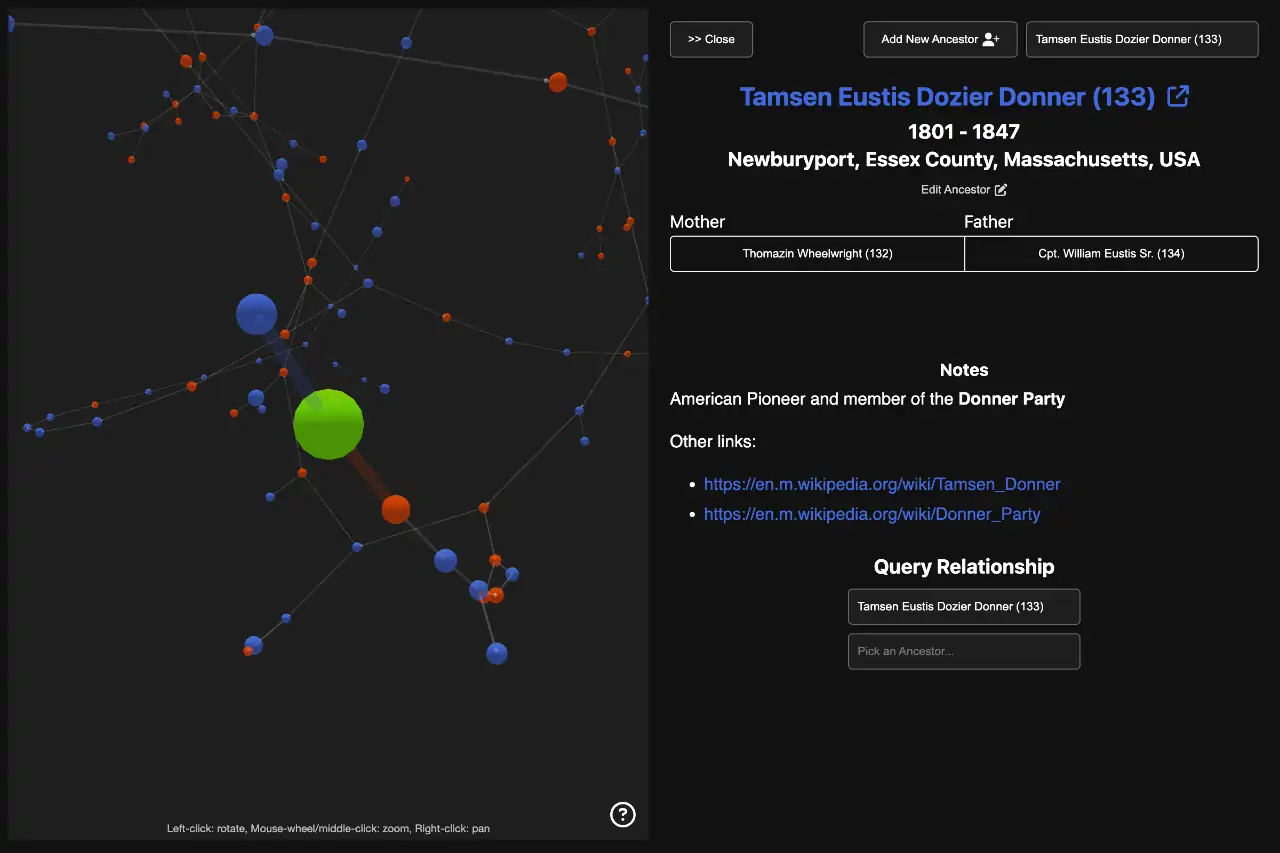 >> Close
Add New Ancestor
Tamsen Eustis Dozier Donner (133)
Tamsen Eustis Dozier Donner (133)
1801 - 1847
Newburyport, Essex County, Massachusetts, USA
Edit Ancestor
Mother
Father
Thomazin Wheelwright (132)
Cpt. William Eustis Sr. (134)
Notes
American Pioneer and member of the Donner Party
Other links:
https://en.m.wikipedia.org/wiki/Tamsen_Donner
https://en.m.wikipedia.org/wiki/Donner_Party
Query Relationship
Tamsen Eustis Dozier Donner (133)
Pick an Ancestor...
?
Left-click: rotate, Mouse-wheel/middle-click: zoom, Right-click: pan